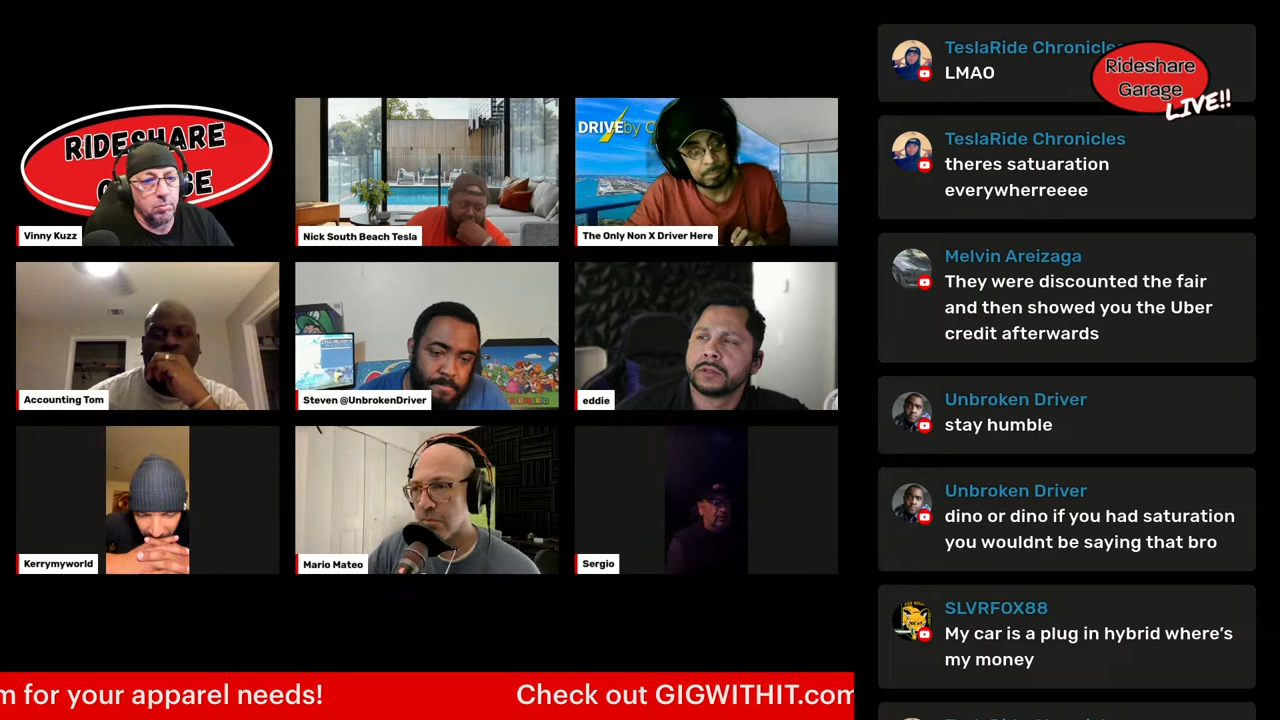 RIDESHARE
Vinny Kuzz
Nick South Beach Tesla
DRIVE by C
The Only Non X Driver Here
Accounting Tom
Steven @UnbrokenDriver
eddie
Kerrymyworld
Mario Mateo
Sergio
m for your apparel needs!
Check out GIGWITHIT.com
Rideshare
Garage
LIVE!!
TeslaRide Chronicles
LMAO
TeslaRide Chronicles
theres satuaration
everywherreeee
Melvin Areizaga
They were discounted the fair
and then showed you the Uber
credit afterwards
Unbroken Driver
stay humble
Unbroken Driver
dino or dino if you had saturation
you wouldnt be saying that bro
SLVRFOX88
My car is a plug in hybrid where’s
my money